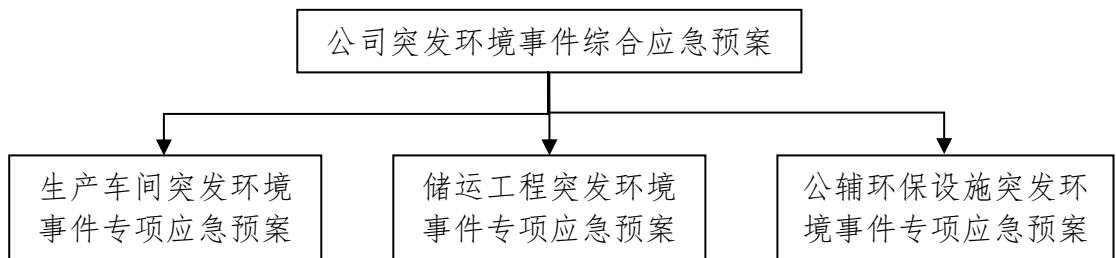 公司突发环境事件综合应急预案
生产车间突发环境
事件专项应急预案
储运工程突发环境
事件专项应急预案
公辅环保设施突发环
境事件专项应急预案